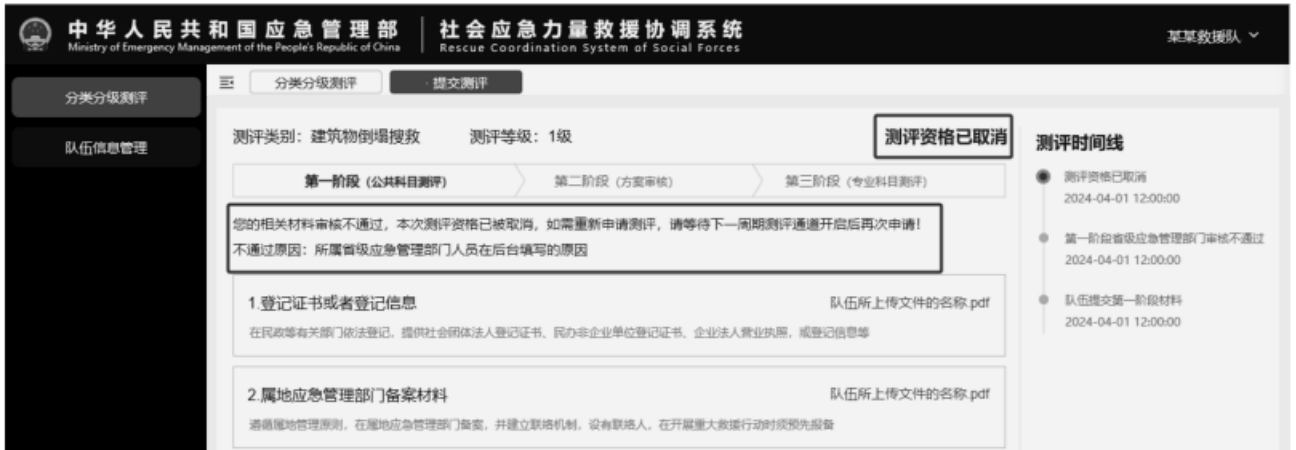 中华人民共和国应急管理部
Ministry of Emergency Management of the People's Republic of China
社会应急力量救援协调系统
Rescue Coordination System of Social Forces
某某救援队
分类分级测评
队伍信息管理
分类分级测评
· 提交测评
测评类别：建筑物倒塌搜救 测评等级：1级
测评资格已取消
第一阶段（公共科目测评） 第二阶段（方案审核） 第三阶段（专业科目测评）
您的相关材料审核不通过，本次测评资格已被取消，如需重新申请测评，请等待下一周期测评通道开启后再次申请！
不通过原因：所属省级应急管理部门人员在后台填写的原因
1.登记证书或者登记信息 队伍所上传文件的名称.pdf
在民政等有关部门依法登记，提供社会团体法人登记证书、民办非企业单位登记证书、企业法人营业执照，或登记信息等
2.属地应急管理部门备案材料 队伍所上传文件的名称.pdf
遵循属地管理原则，在属地应急管理部门备案，并建立联络机制，设有联络人，在开展重大救援行动时须预先报备
测评时间线
测评资格已取消
2024-04-01 12:00:00
第一阶段省级应急管理部门审核不通过
2024-04-01 12:00:00
队伍提交第一阶段材料
2024-04-01 12:00:00